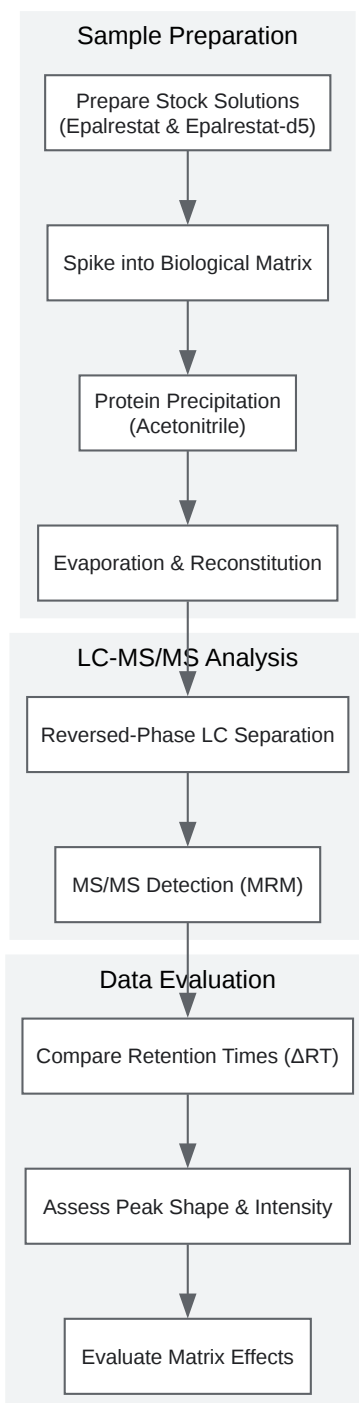 Sample Preparation
Prepare Stock Solutions
(Epalrestat & Epalrestat-d5)
Spike into Biological Matrix
Protein Precipitation
(Acetonitrile)
Evaporation & Reconstitution
LC-MS/MS Analysis
Reversed-Phase LC Separation
MS/MS Detection (MRM)
Data Evaluation
Compare Retention Times (ΔRT)
Assess Peak Shape & Intensity
Evaluate Matrix Effects